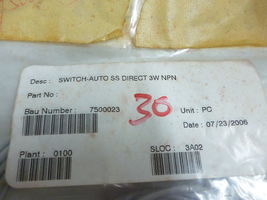 Desc : SWITCH-AUTO SS DIRECT 3W NPN
Part No :
Bau Number : 7500023
30
Unit : PC
Date : 07/23/2006
Plant : 0100
SLOC : 3A02